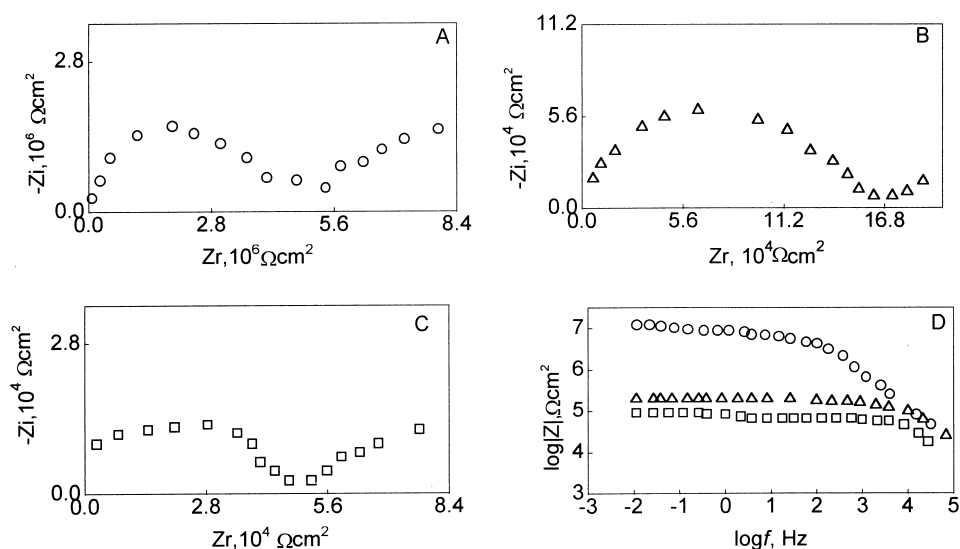 A
2.8
0.0
-Zi,10⁶ Ωcm²
0.0 2.8 5.6 8.4
Zr,10⁶Ωcm²
B
11.2
5.6
0.0
-Zi, 10⁴ Ωcm²
0.0 5.6 11.2 16.8
Zr, 10⁴Ωcm²
C
2.8
0.0
-Zi,10⁴ Ωcm²
0.0 2.8 5.6 8.4
Zr,10⁴ Ωcm²
D
7
6
5
4
3
log|Z|,Ωcm²
-3 -2 -1 0 1 2 3 4 5
logf, Hz